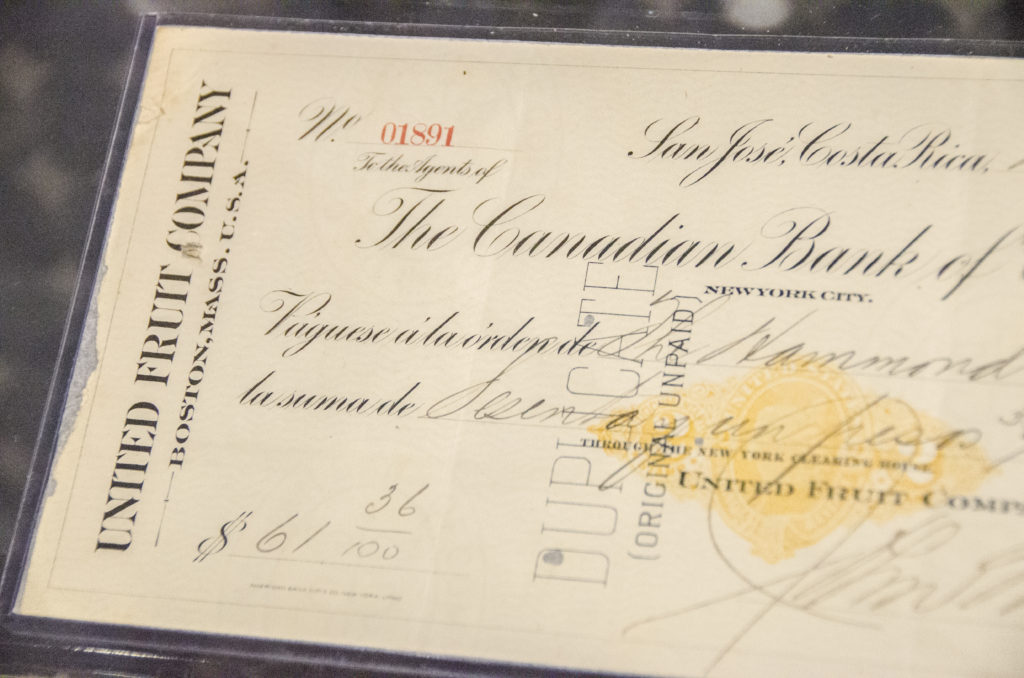 UNITED FRUIT COMPANY
BOSTON, MASS. U.S.A.
No. 01891
San José, Costa Rica,
To the Agents of
The Canadian Bank of
NEW YORK CITY.
Páguese á la órden de The Hammond
la suma de Sesenta y un pesos
THROUGH THE NEW YORK CLEARING HOUSE.
UNITED FRUIT COMP
$ 61 36/100
DUPLICATE
(ORIGINAL UNPAID)